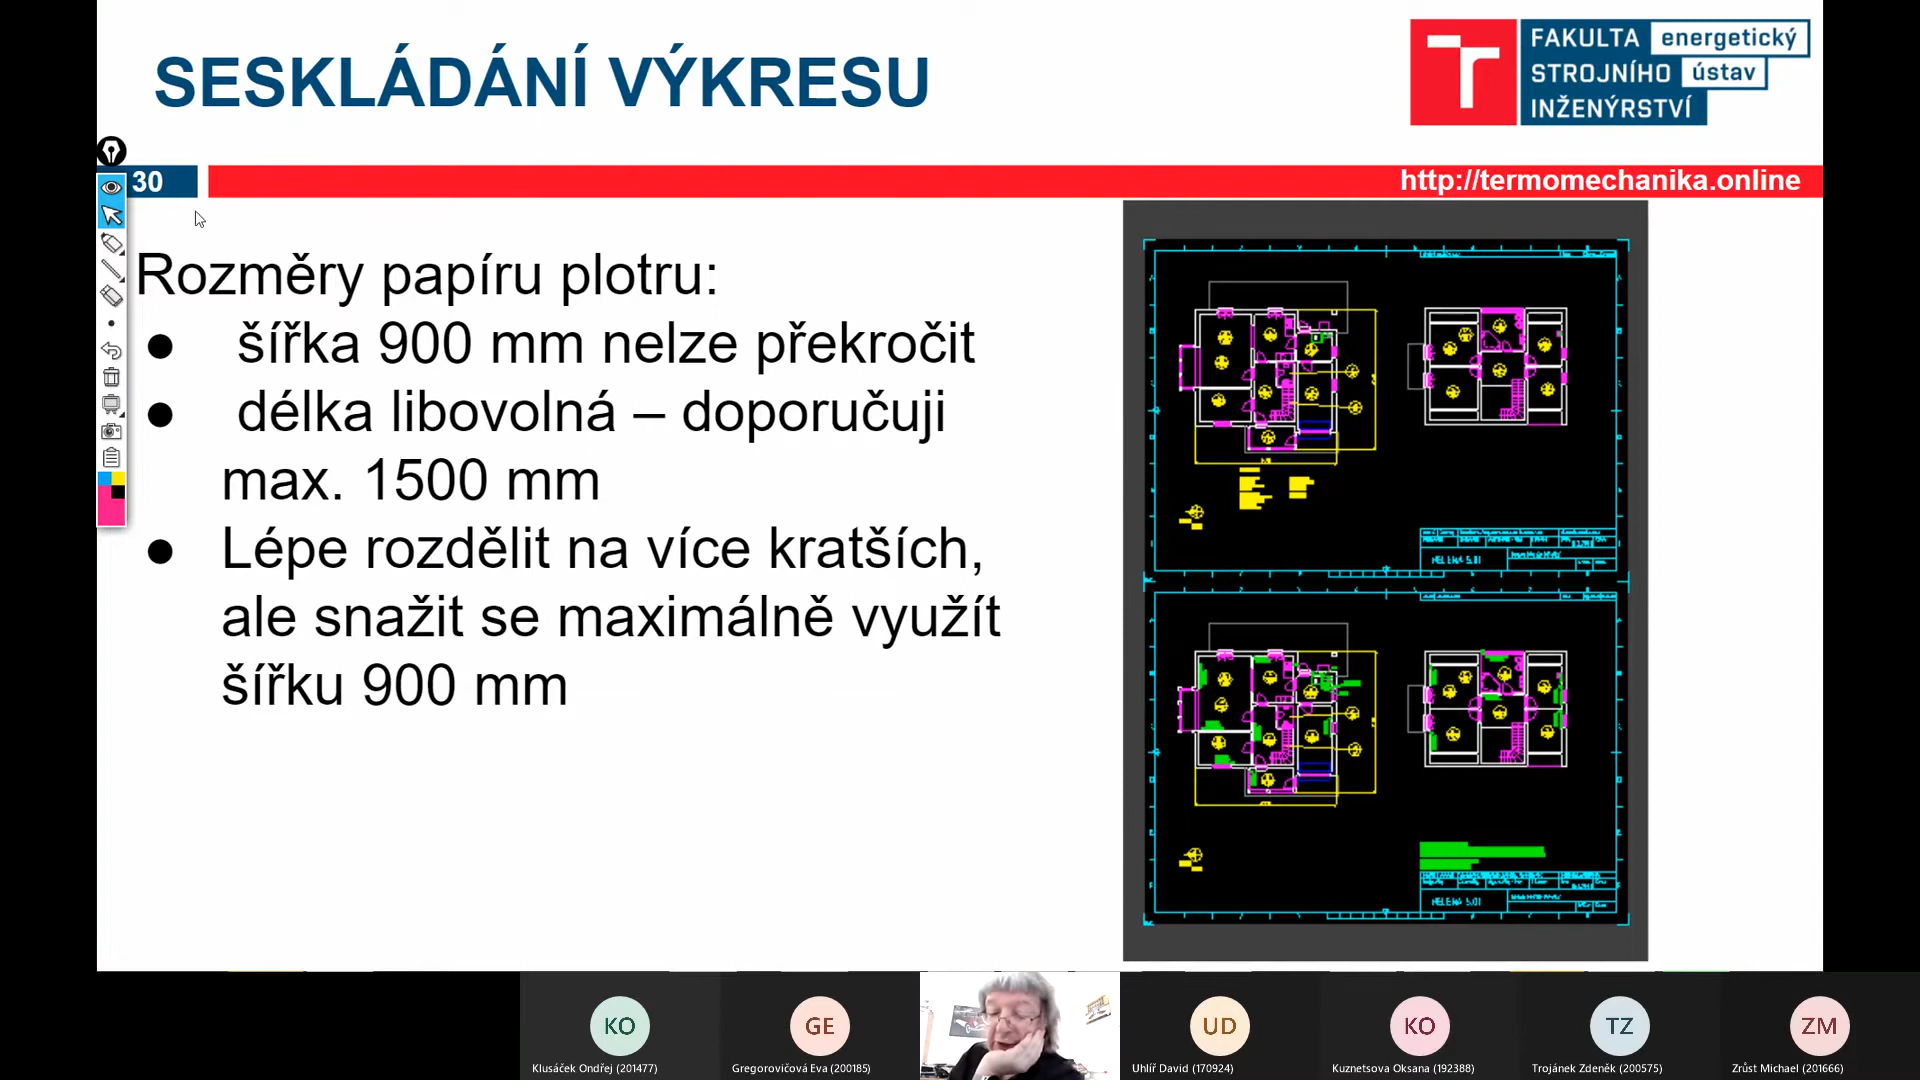 SESKLÁDÁNÍ VÝKRESU
FAKULTA energetický
STROJNÍHO ústav
INŽENÝRSTVÍ
30
http://termomechanika.online
Rozměry papíru plotru:
● šířka 900 mm nelze překročit
● délka libovolná – doporučuji
max. 1500 mm
● Lépe rozdělit na více kratších,
ale snažit se maximálně využít
šířku 900 mm
KO
GE
UD
KO
TZ
ZM
Klusáček Ondřej (201477)
Gregorovičová Eva (200185)
Uhlíř David (170924)
Kuznetsova Oksana (192388)
Trojánek Zdeněk (200575)
Zrůst Michael (201666)